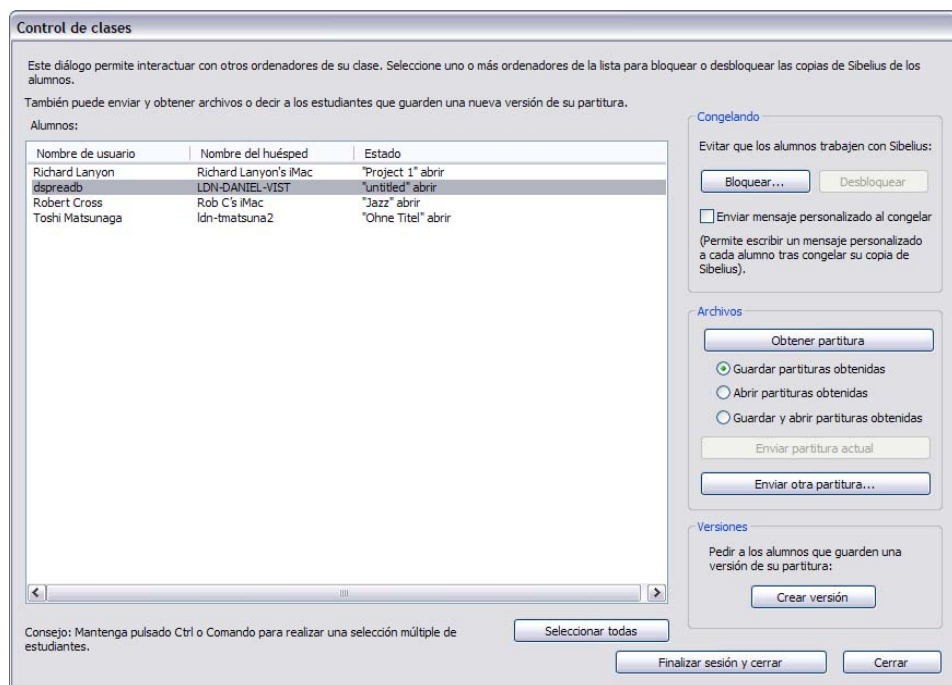 Control de clases
Este diálogo permite interactuar con otros ordenadores de su clase. Seleccione uno o más ordenadores de la lista para bloquear o desbloquear las copias de Sibelius de los
alumnos.
También puede enviar y obtener archivos o decir a los estudiantes que guarden una nueva versión de su partitura.
Alumnos:
Nombre de usuario Nombre del huésped Estado
Richard Lanyon Richard Lanyon's iMac "Project 1" abrir
dspreadb LDN-DANIEL-VIST "untitled" abrir
Robert Cross Rob C's iMac "Jazz" abrir
Toshi Matsunaga ldn-tmatsuna2 "Ohne Titel" abrir
Consejo: Mantenga pulsado Ctrl o Comando para realizar una selección múltiple de
estudiantes.
Seleccionar todas
Congelando
Evitar que los alumnos trabajen con Sibelius:
Bloquear... Desbloquear
Enviar mensaje personalizado al congelar
(Permite escribir un mensaje personalizado
a cada alumno tras congelar su copia de
Sibelius).
Archivos
Obtener partitura
Guardar partituras obtenidas
Abrir partituras obtenidas
Guardar y abrir partituras obtenidas
Enviar partitura actual
Enviar otra partitura...
Versiones
Pedir a los alumnos que guarden una
versión de su partitura:
Crear versión
Finalizar sesión y cerrar Cerrar